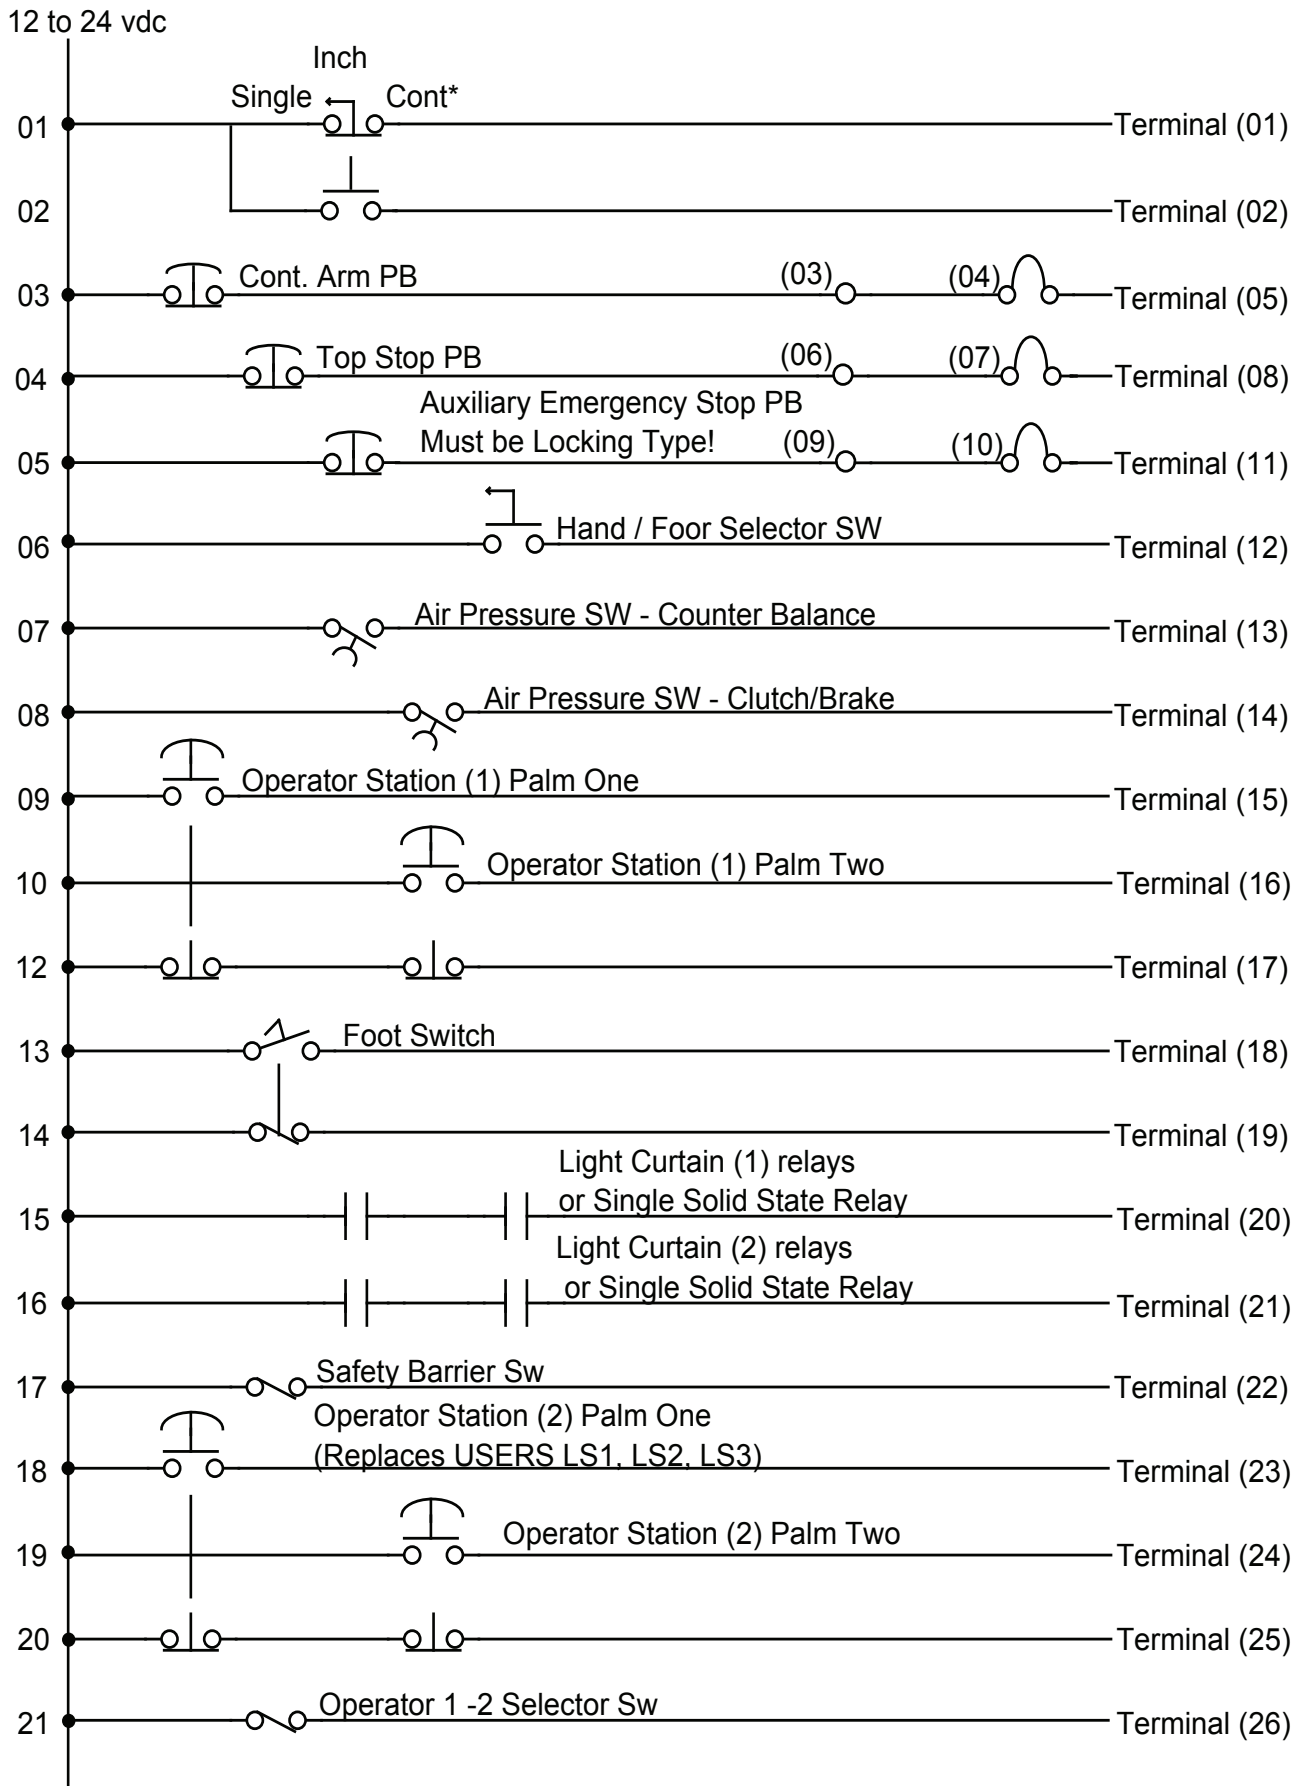 12 to 24 vdc
Inch
Single Cont*
01 Terminal (01)
02 Terminal (02)
03 Cont. Arm PB (03) (04) Terminal (05)
04 Top Stop PB (06) (07) Terminal (08)
Auxiliary Emergency Stop PB
05 Must be Locking Type! (09) (10) Terminal (11)
06 Hand / Foor Selector SW Terminal (12)
07 Air Pressure SW - Counter Balance Terminal (13)
08 Air Pressure SW - Clutch/Brake Terminal (14)
09 Operator Station (1) Palm One Terminal (15)
10 Operator Station (1) Palm Two Terminal (16)
12 Terminal (17)
13 Foot Switch Terminal (18)
14 Terminal (19)
Light Curtain (1) relays
15 or Single Solid State Relay Terminal (20)
Light Curtain (2) relays
16 or Single Solid State Relay Terminal (21)
17 Safety Barrier Sw Terminal (22)
Operator Station (2) Palm One
18 (Replaces USERS LS1, LS2, LS3) Terminal (23)
19 Operator Station (2) Palm Two Terminal (24)
20 Terminal (25)
21 Operator 1 -2 Selector Sw Terminal (26)